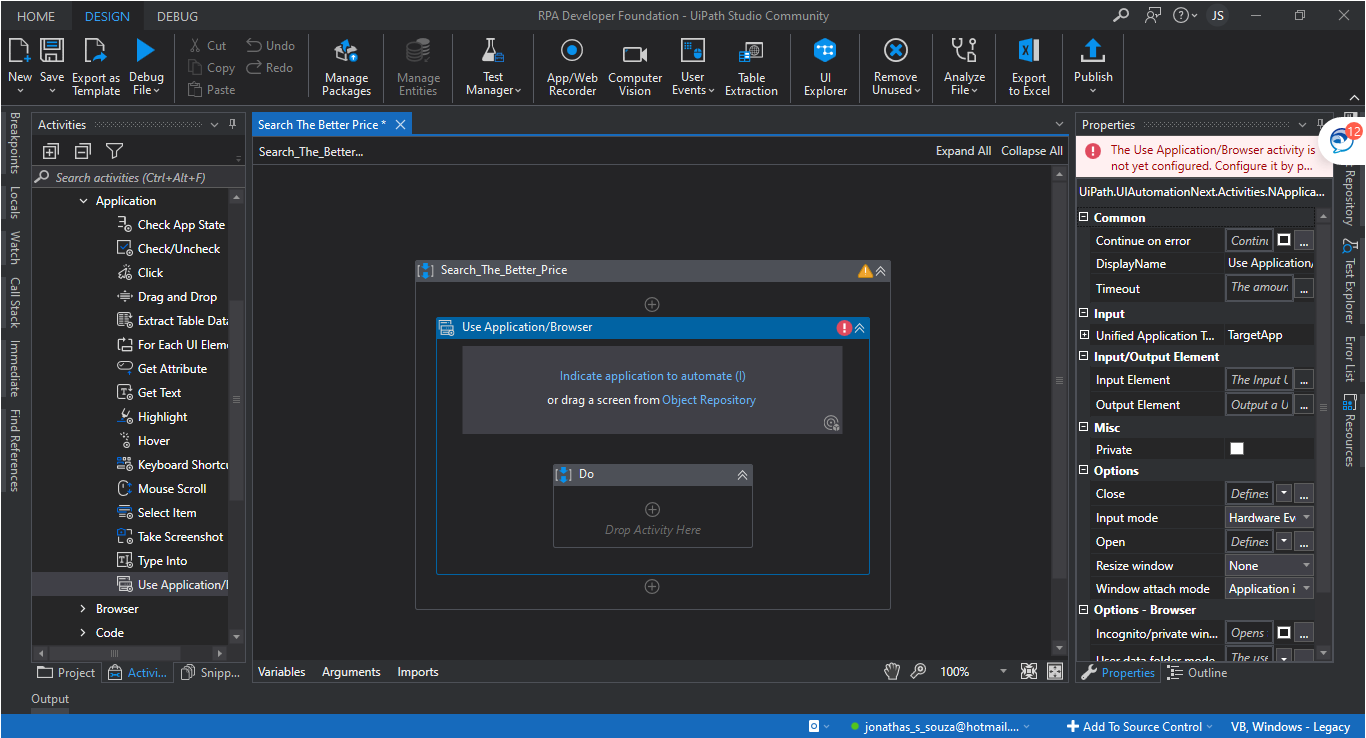 HOME DESIGN DEBUG RPA Developer Foundation - UiPath Studio Community JS
New Save Export as Template Debug File Cut Copy Paste Undo Redo Manage Packages Manage Entities Test Manager App/Web Recorder Computer Vision User Events Table Extraction UI Explorer Remove Unused Analyze File Export to Excel Publish
Breakpoints
Locals
Watch
Call Stack
Immediate
Find References
Activities
Search activities (Ctrl+Alt+F)
Application
Check App State
Check/Uncheck
Click
Drag and Drop
Extract Table Data
For Each UI Elem
Get Attribute
Get Text
Highlight
Hover
Keyboard Shortcu
Mouse Scroll
Select Item
Take Screenshot
Type Into
Use Application/
Browser
Code
Project Activi... Snipp...
Output
Search The Better Price *
Search_The_Better... Expand All Collapse All
Search_The_Better_Price
Use Application/Browser
Indicate application to automate (I)
or drag a screen from Object Repository
Do
Drop Activity Here
Variables Arguments Imports 100%
Properties
12
The Use Application/Browser activity is
not yet configured. Configure it by p...
UiPath.UIAutomationNext.Activities.NApplica...
Common
Continue on error Continu ...
DisplayName Use Application/
Timeout The amour ...
Input
Unified Application T... TargetApp
Input/Output Element
Input Element The Input U ...
Output Element Output a U ...
Misc
Private
Options
Close Defines ...
Input mode Hardware Ev
Open Defines ...
Resize window None
Window attach mode Application i
Options - Browser
Incognito/private win... Opens ...
User data folder mode The use
Properties Outline
Repository
Test Explorer
Error List
Resources
jonathas_s_souza@hotmail.... Add To Source Control VB, Windows - Legacy